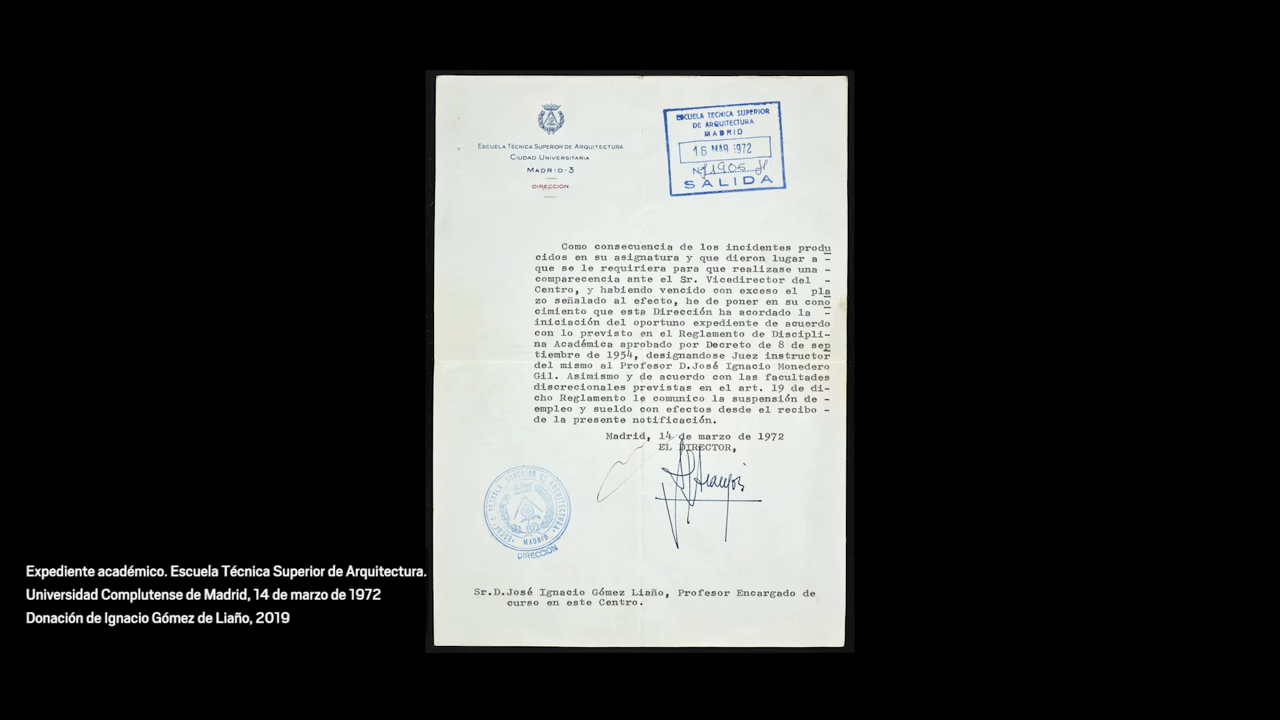 ESCUELA TÉCNICA SUPERIOR DE ARQUITECTURA
CIUDAD UNIVERSITARIA
MADRID-3
DIRECCION
ESCUELA TECNICA SUPERIOR
DE ARQUITECTURA
MADRID
16 MAR 1972
Nº 1905
SALIDA
Como consecuencia de los incidentes produ
cidos en su asignatura y que dieron lugar a -
que se le requiriera para que realizase una -
comparecencia ante el Sr. Vicedirector del -
Centro, y habiendo vencido con exceso el pla
zo señalado al efecto, he de poner en su cono
cimiento que esta Dirección ha acordado la -
iniciación del oportuno expediente de acuerdo
con lo previsto en el Reglamento de Discipli-
na Académica aprobado por Decreto de 8 de sep
tiembre de 1954, designandose Juez instructor
del mismo al Profesor D.José Ignacio Monedero
Gil. Asimismo y de acuerdo con las facultades
discrecionales previstas en el art. 19 de di-
cho Reglamento le comunico la suspensión de -
empleo y sueldo con efectos desde el recibo -
de la presente notificación.
Madrid, 14 de marzo de 1972
EL DIRECTOR,
ESCUELA TECNICA SUPERIOR DE ARQUITECTURA
MADRID
DIRECCIÓN
Sr.D.José Ignacio Gómez Liaño, Profesor Encargado de
curso en este Centro.
Expediente académico. Escuela Técnica Superior de Arquitectura.
Universidad Complutense de Madrid, 14 de marzo de 1972
Donación de Ignacio Gómez de Liaño, 2019